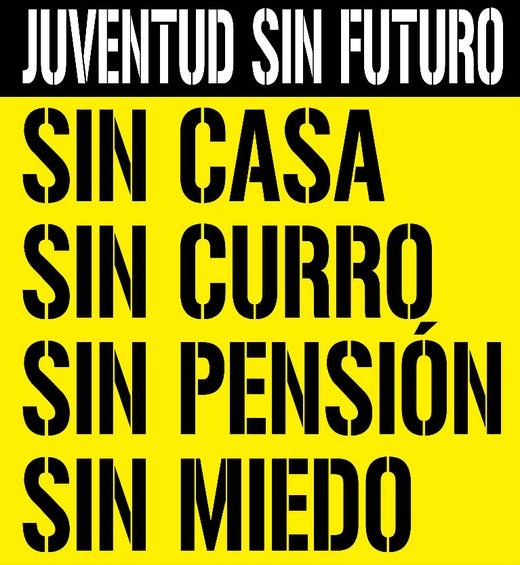 JUVENTUD SIN FUTURO
SIN CASA
SIN CURRO
SIN PENSIÓN
SIN MIEDO